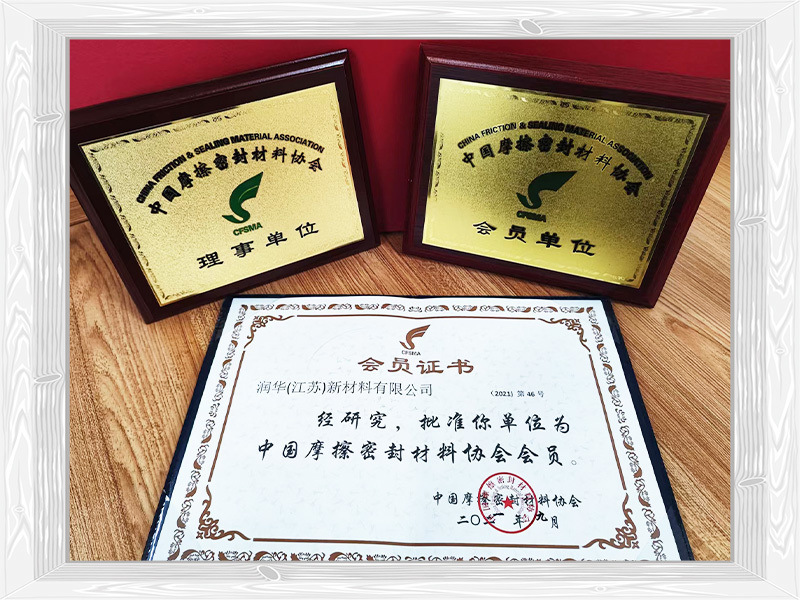 CHINA FRICTION & SEALING MATERIAL ASSOCIATION
中国摩擦密封材料协会
CFSMA
理事单位
CHINA FRICTION & SEALING MATERIAL ASSOCIATION
中国摩擦密封材料协会
CFSMA
会员单位
CFSMA
会员证书
润华(江苏)新材料有限公司
(2021) 第 46 号
经研究，批准你单位为
中国摩擦密封材料协会会员。
中国摩擦密封材料协会
二〇二一年九月